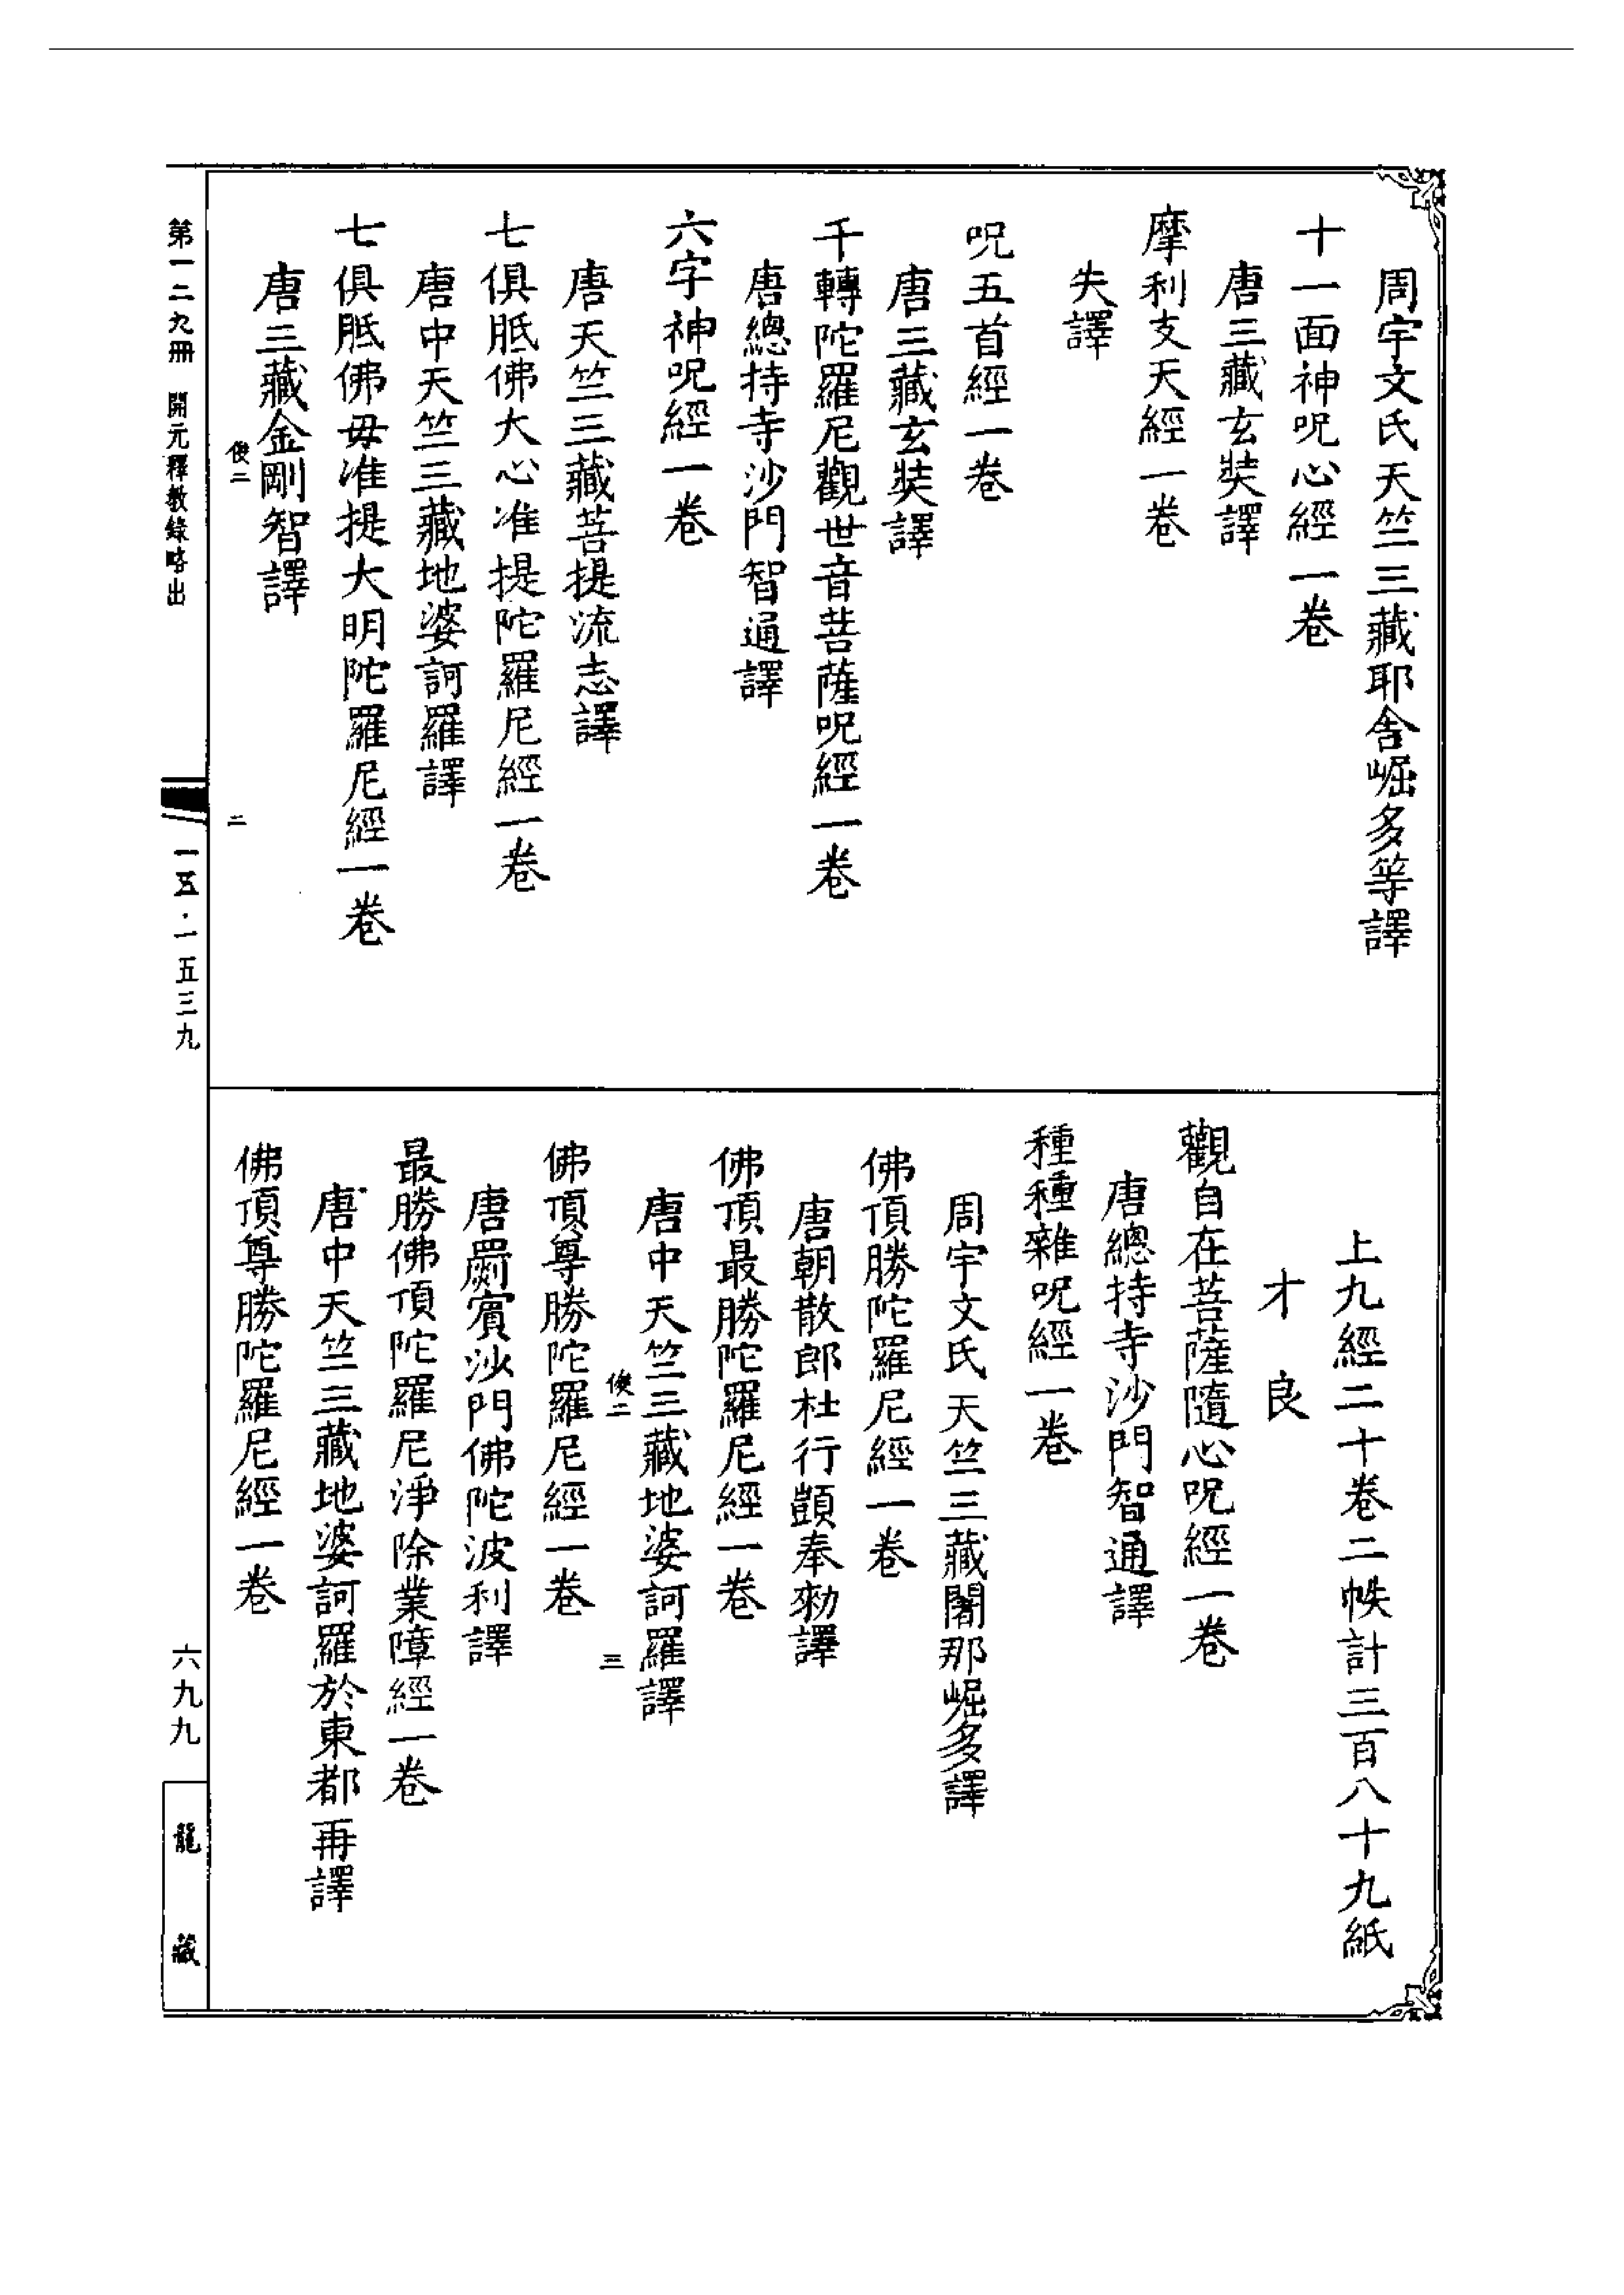 周宇文氏天竺三藏耶舍崛多等譯
十一面神呪心經一卷
唐三藏玄奘譯
摩利支天經一卷
失譯
呪五首經一卷
唐三藏玄奘譯
千轉陀羅尼觀世音菩薩呪經一卷
唐總持寺沙門智通譯
六字神呪經一卷
唐天竺三藏菩提流志譯
七俱胝佛大心准提陀羅尼經一卷
唐中天竺三藏地婆訶羅譯
七俱胝佛毋准提大明陀羅尼經一卷
唐三藏金剛智譯
俊二
二
上九經二十卷二帙計三百八十九紙
才良
觀自在菩薩隨心呪經一卷
唐總持寺沙門智通譯
種種雜呪經一卷
周宇文氏天竺三藏闍那崛多譯
佛頂勝陀羅尼經一卷
唐朝散郎杜行顗奉勑譯
佛頂最勝陀羅尼經一卷
唐中天竺三藏地婆訶羅譯
俊二
三
佛頂尊勝陀羅尼經一卷
唐罽賓沙門佛陀波利譯
最勝佛頂陀羅尼淨除業障經一卷
唐中天竺三藏地婆訶羅於東都再譯
佛頂尊勝陀羅尼經一卷
第一二九冊 開元釋教錄略出
一五·一五三九
六九九
龍藏